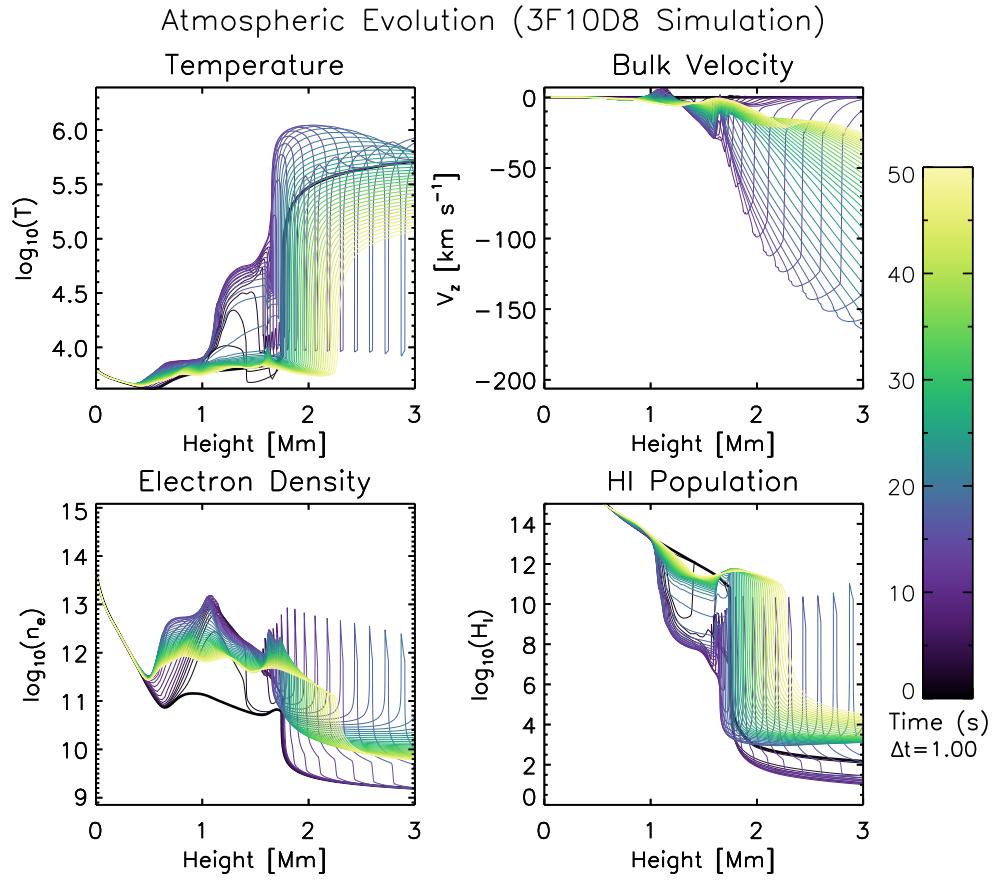 Atmospheric Evolution (3F10D8 Simulation)
Temperature
log₁₀(T)
6.0
5.5
5.0
4.5
4.0
0 1 2 3
Height [Mm]
Bulk Velocity
V_z [km s⁻¹]
0
−50
−100
−150
−200
0 1 2 3
Height [Mm]
Electron Density
log₁₀(nₑ)
15
14
13
12
11
10
9
0 1 2 3
Height [Mm]
HI Population
log₁₀(H_I)
14
12
10
8
6
4
2
0
0 1 2 3
Height [Mm]
50
40
30
20
10
0
Time (s)
Δt=1.00